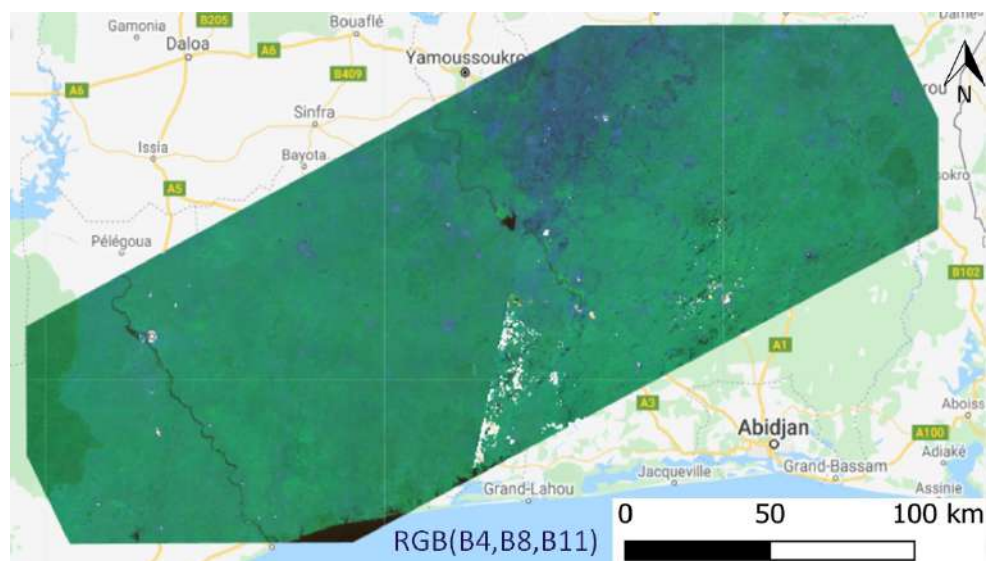 B205
Gamonia
Bouaflé
Daloa
A6
A6
Yamoussoukro
B409
A6
Sinfra
Issia
Bayota
A5
N
Pélégoua
B102
A1
A3
Abidjan
A100
Aboiss
Adiaké
Grand-Bassam
Jacqueville
Grand-Lahou
Assinie
RGB(B4,B8,B11)
0 50 100 km